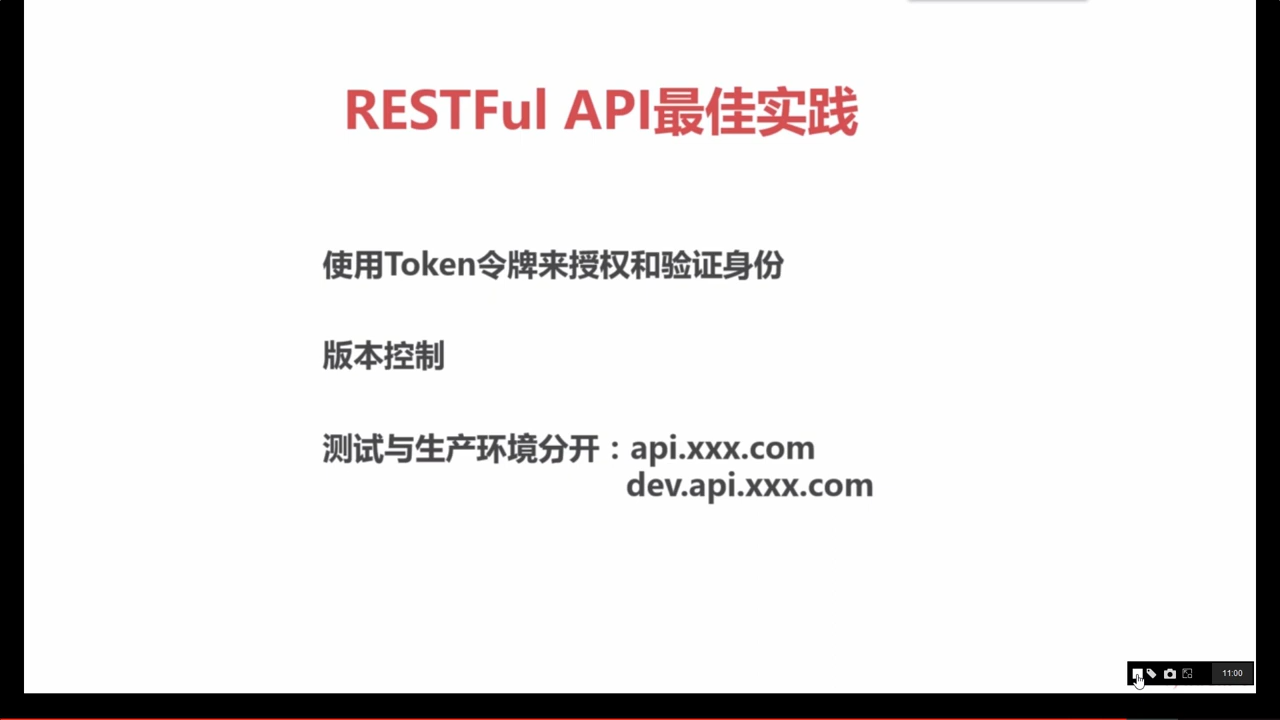 RESTFul API最佳实践
使用Token令牌来授权和验证身份
版本控制
测试与生产环境分开：api.xxx.com
dev.api.xxx.com
11:00